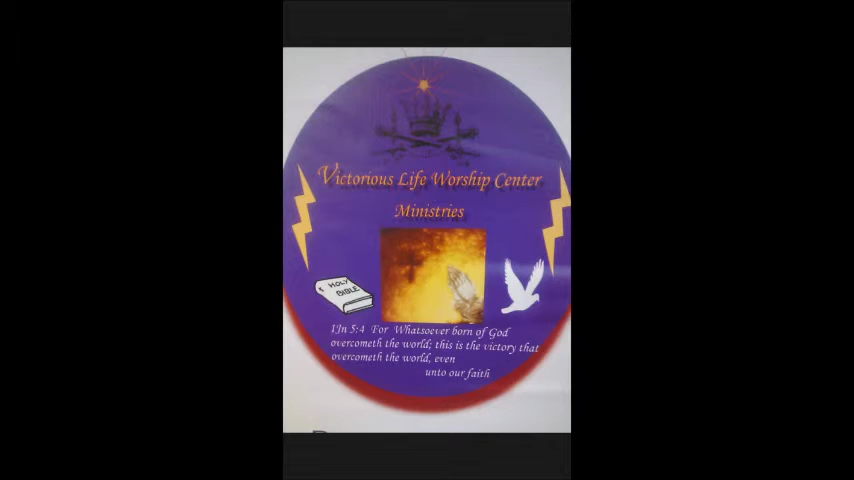 Victorious Life Worship Center
Ministries
HOLY
BIBLE
1Jn 5:4 For Whatsoever born of God
overcometh the world; this is the victory that
overcometh the world, even
unto our faith